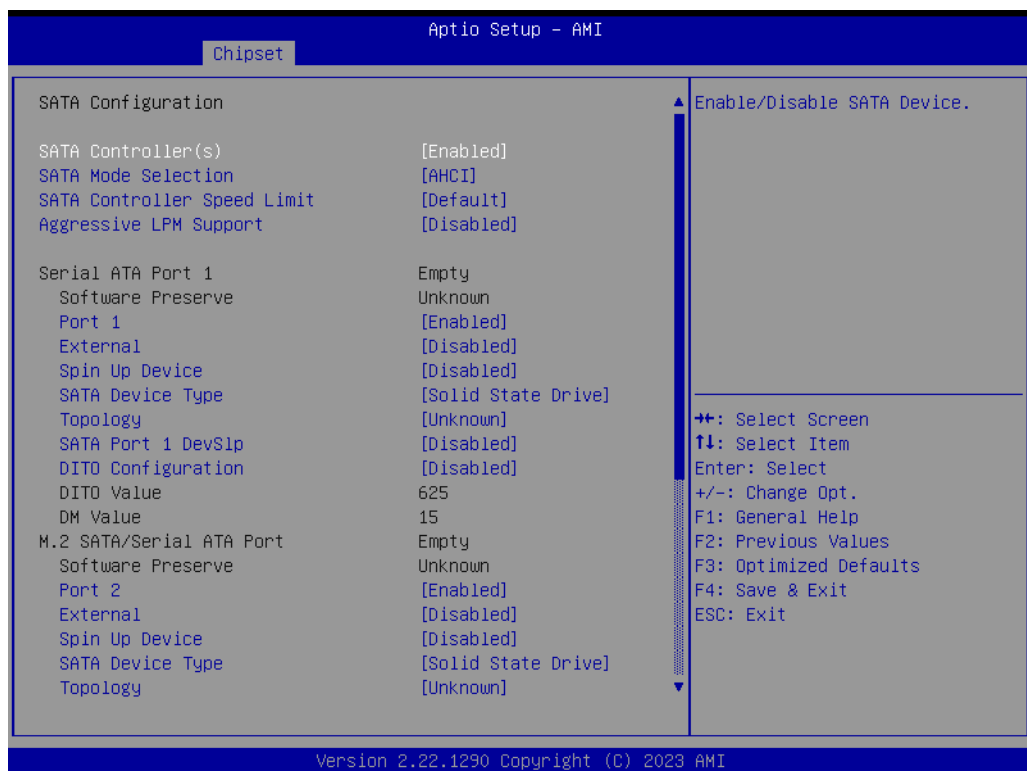 Aptio Setup – AMI
Chipset
SATA Configuration
SATA Controller(s) [Enabled]
SATA Mode Selection [AHCI]
SATA Controller Speed Limit [Default]
Aggressive LPM Support [Disabled]
Serial ATA Port 1 Empty
Software Preserve Unknown
Port 1 [Enabled]
External [Disabled]
Spin Up Device [Disabled]
SATA Device Type [Solid State Drive]
Topology [Unknown]
SATA Port 1 DevSlp [Disabled]
DITO Configuration [Disabled]
DITO Value 625
DM Value 15
M.2 SATA/Serial ATA Port Empty
Software Preserve Unknown
Port 2 [Enabled]
External [Disabled]
Spin Up Device [Disabled]
SATA Device Type [Solid State Drive]
Topology [Unknown]
Enable/Disable SATA Device.
→←: Select Screen
↑↓: Select Item
Enter: Select
+/-: Change Opt.
F1: General Help
F2: Previous Values
F3: Optimized Defaults
F4: Save & Exit
ESC: Exit
Version 2.22.1290 Copyright (C) 2023 AMI